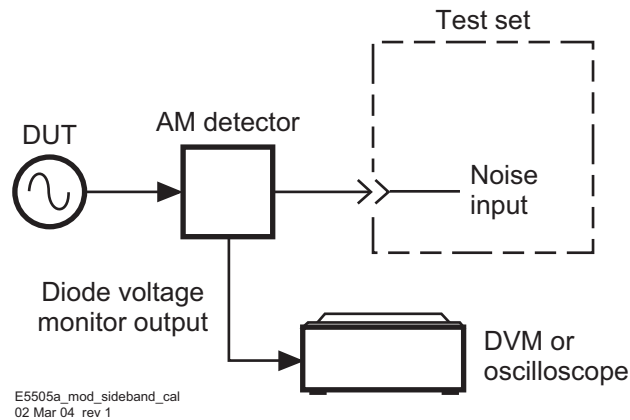 Test set
AM detector
DUT
Noise
input
Diode voltage
monitor output
DVM or
oscilloscope
E5505a_mod_sideband_cal
02 Mar 04 rev 1